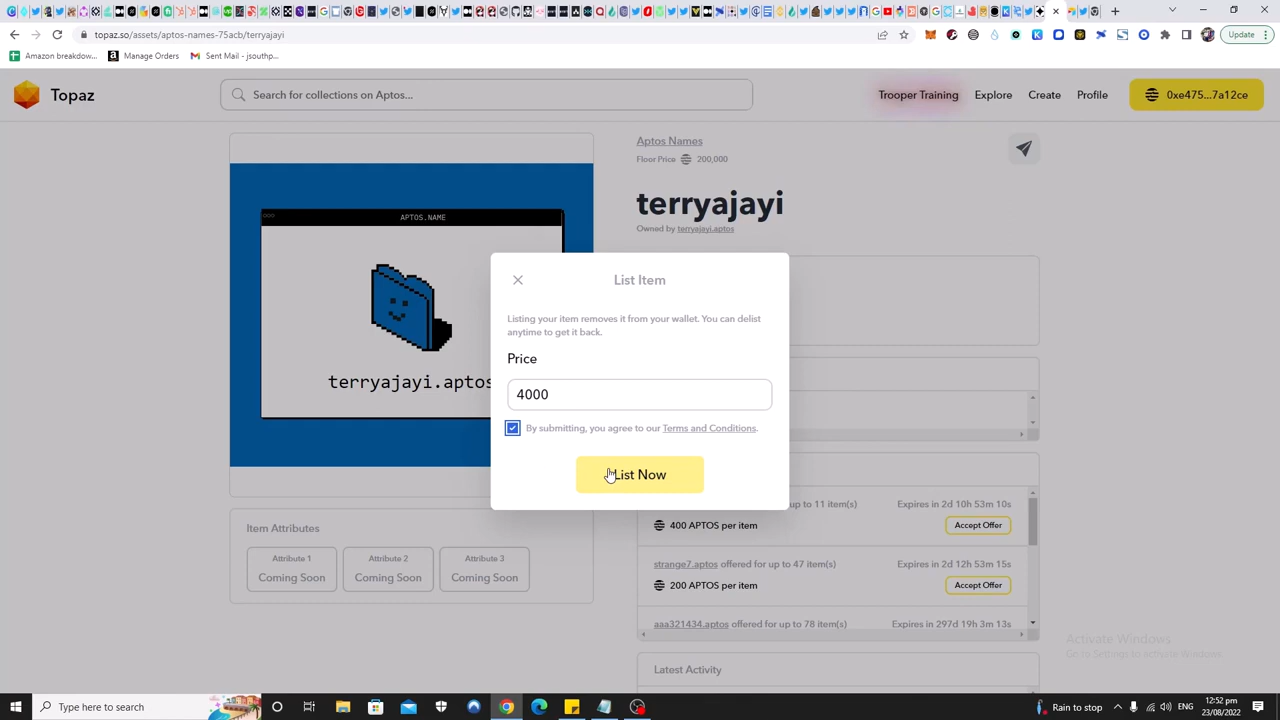 topaz.so/assets/aptos-names-75acb/terryajayi
Update
Amazon breakdow...
Manage Orders
Sent Mail - jsouthp...
Topaz
Search for collections on Aptos...
Trooper Training
Explore
Create
Profile
0xe475...7a12ce
APTOS.NAME
terryajayi.aptos
Item Attributes
Attribute 1
Coming Soon
Attribute 2
Coming Soon
Attribute 3
Coming Soon
Aptos Names
Floor Price 200,000
terryajayi
Owned by terryajayi.aptos
List Item
Listing your item removes it from your wallet. You can delist
anytime to get it back.
Price
4000
By submitting, you agree to our Terms and Conditions.
List Now
up to 11 item(s)
Expires in 2d 10h 53m 10s
400 APTOS per item
Accept Offer
strange7.aptos offered for up to 47 item(s)
Expires in 2d 12h 53m 15s
200 APTOS per item
Accept Offer
aaa321434.aptos offered for up to 78 item(s)
Expires in 297d 19h 3m 13s
Latest Activity
Activate Windows
Go to Settings to activate Windows.
Type here to search
Rain to stop
ENG
12:52
23/08/2022